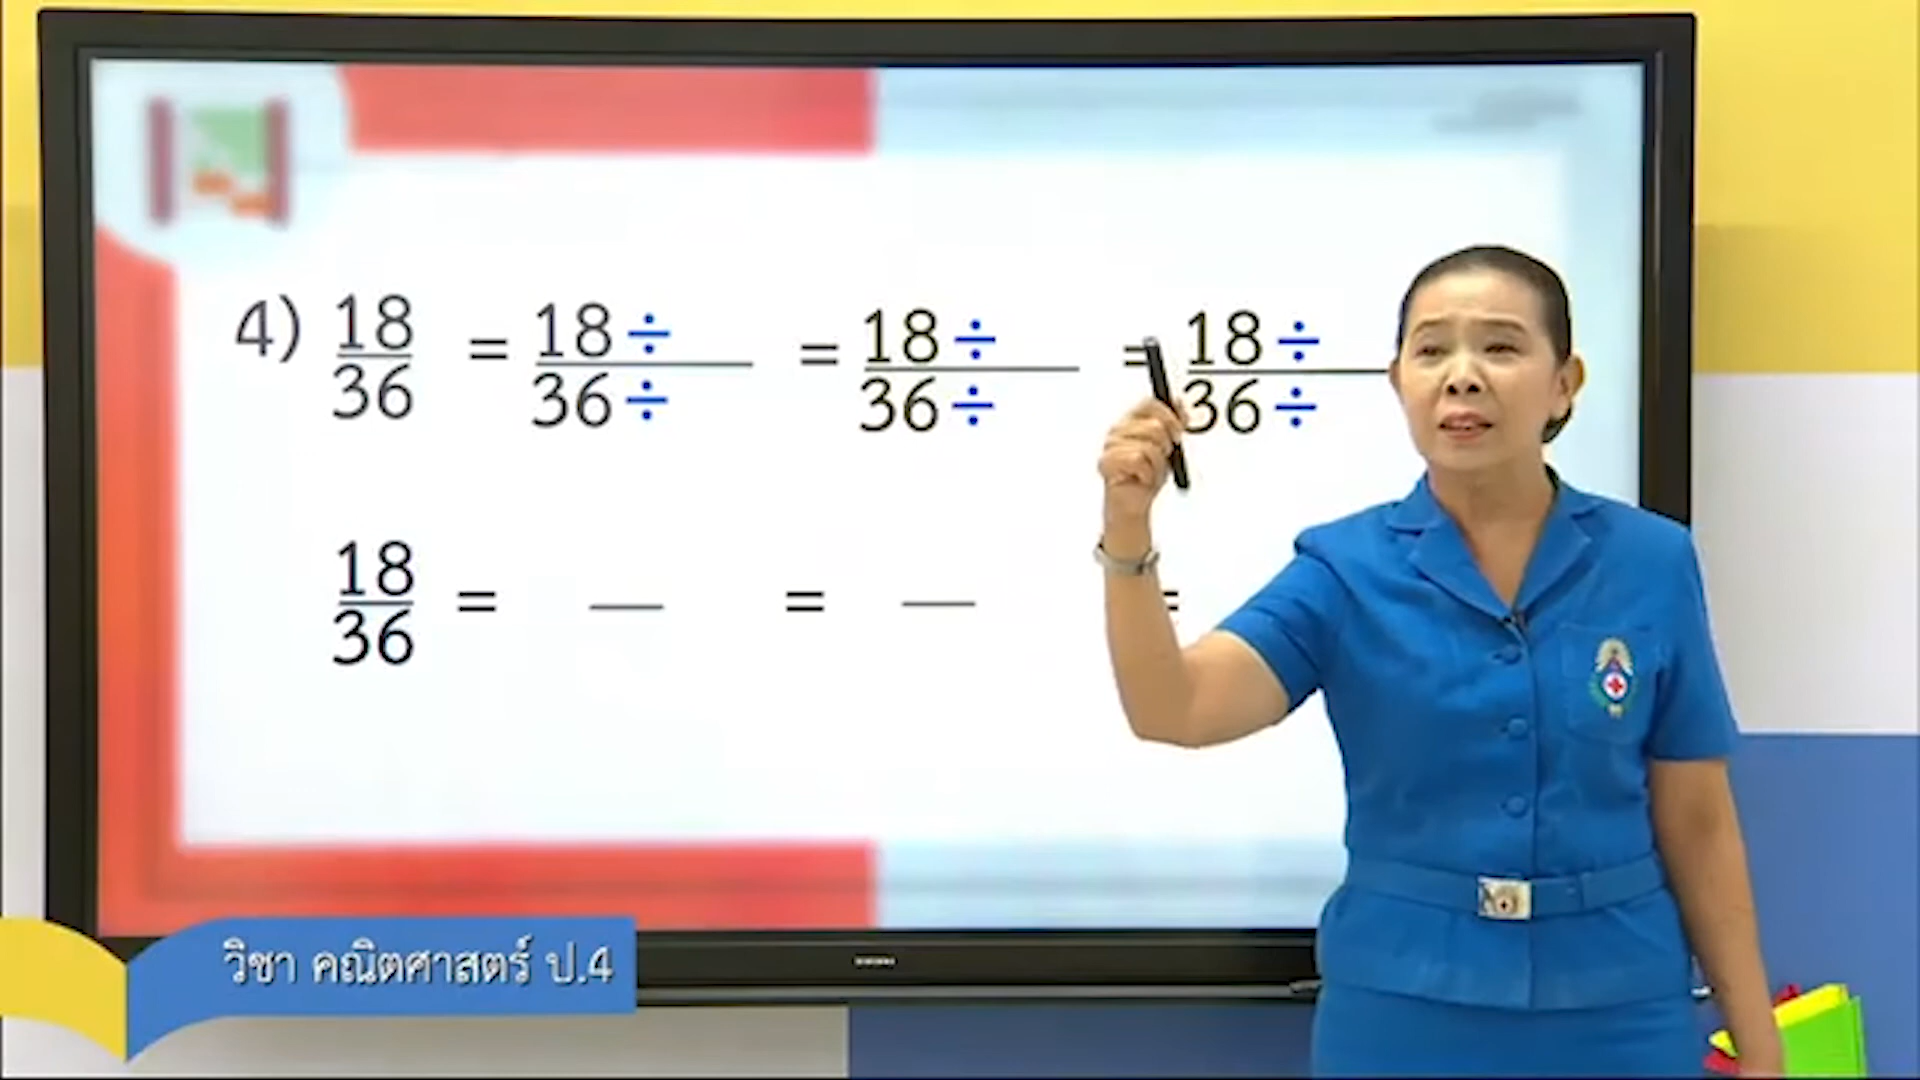 4) 18/36 = 18÷/36÷ = 18÷/36÷ = 18÷/36÷
18/36 = — = — =
วิชา คณิตศาสตร์ ป.4
SAMSUNG